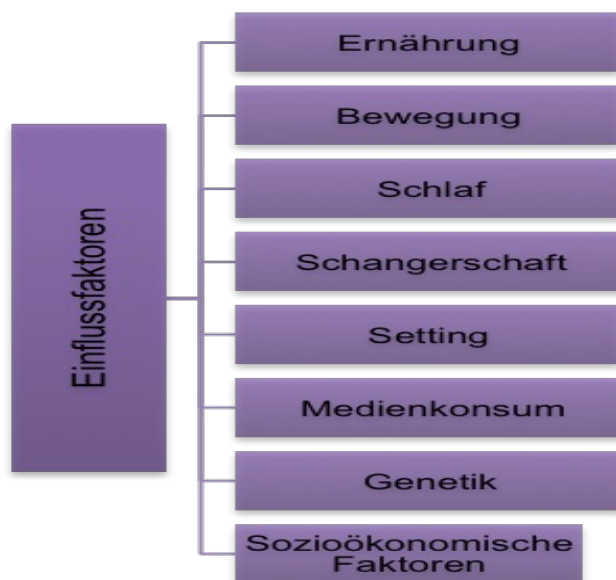 Einflussfaktoren
Ernährung
Bewegung
Schlaf
Schangerschaft
Setting
Medienkonsum
Genetik
Sozioökonomische
Faktoren